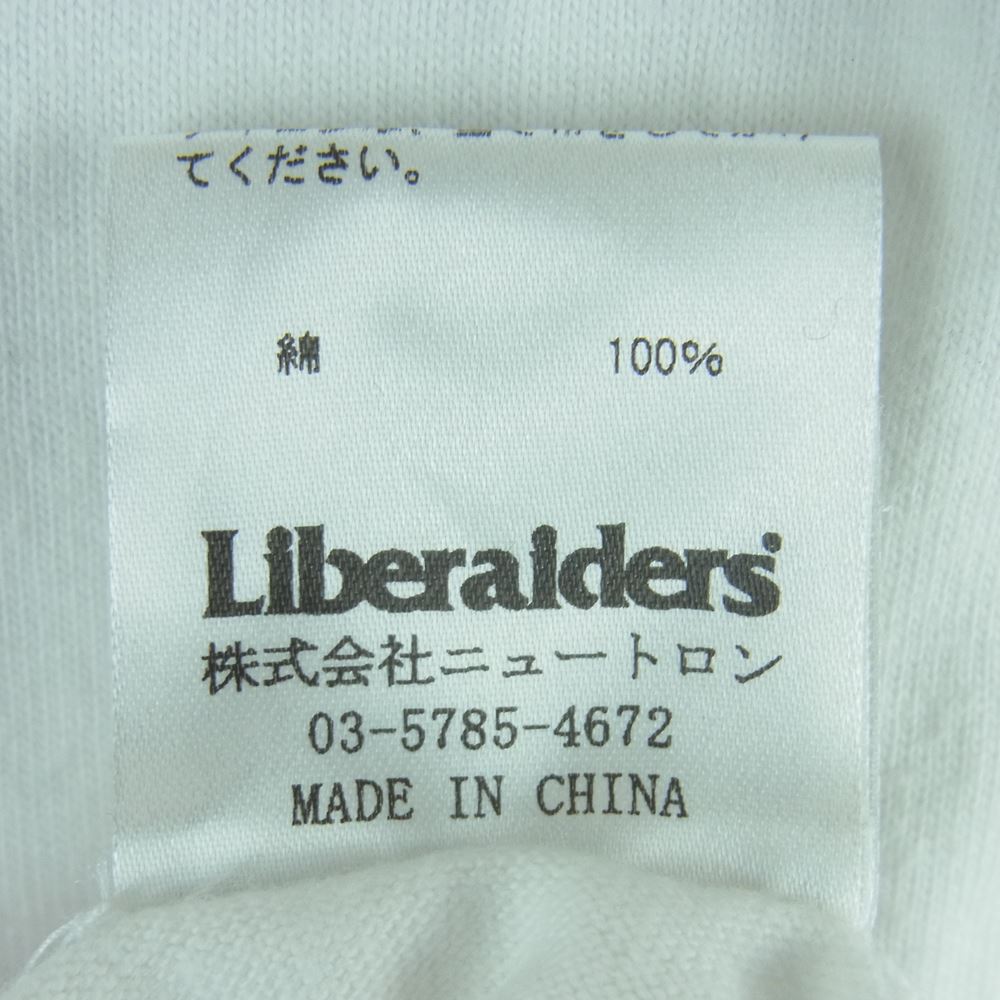 てください。
綿 100%
Liberaiders
株式会社ニュートロン
03-5785-4672
MADE IN CHINA